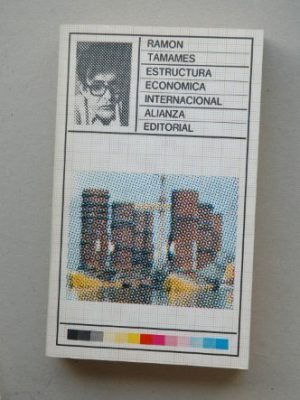 RAMON
TAMAMES
ESTRUCTURA
ECONOMICA
INTERNACIONAL
ALIANZA
EDITORIAL